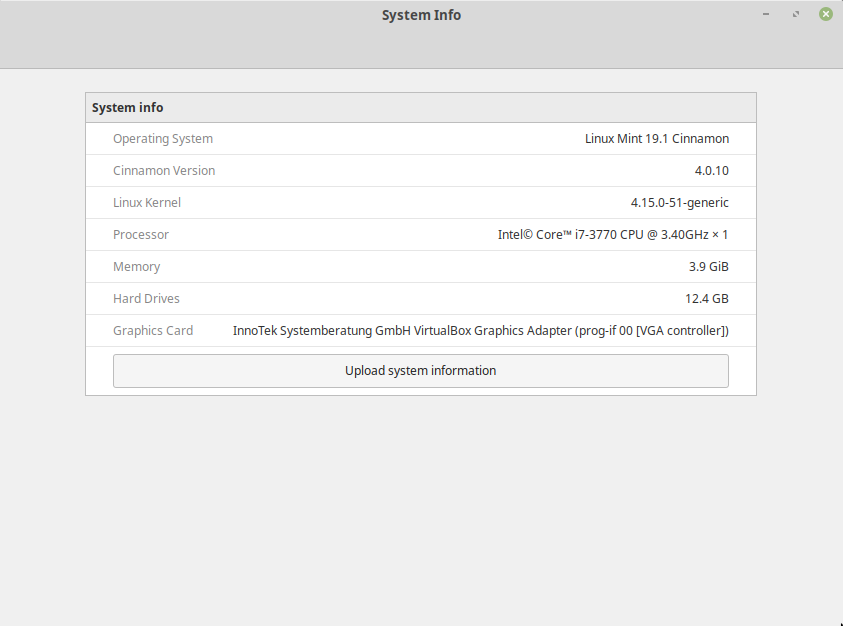 System Info
System info
Operating System Linux Mint 19.1 Cinnamon
Cinnamon Version 4.0.10
Linux Kernel 4.15.0-51-generic
Processor Intel© Core™ i7-3770 CPU @ 3.40GHz × 1
Memory 3.9 GiB
Hard Drives 12.4 GB
Graphics Card InnoTek Systemberatung GmbH VirtualBox Graphics Adapter (prog-if 00 [VGA controller])
Upload system information